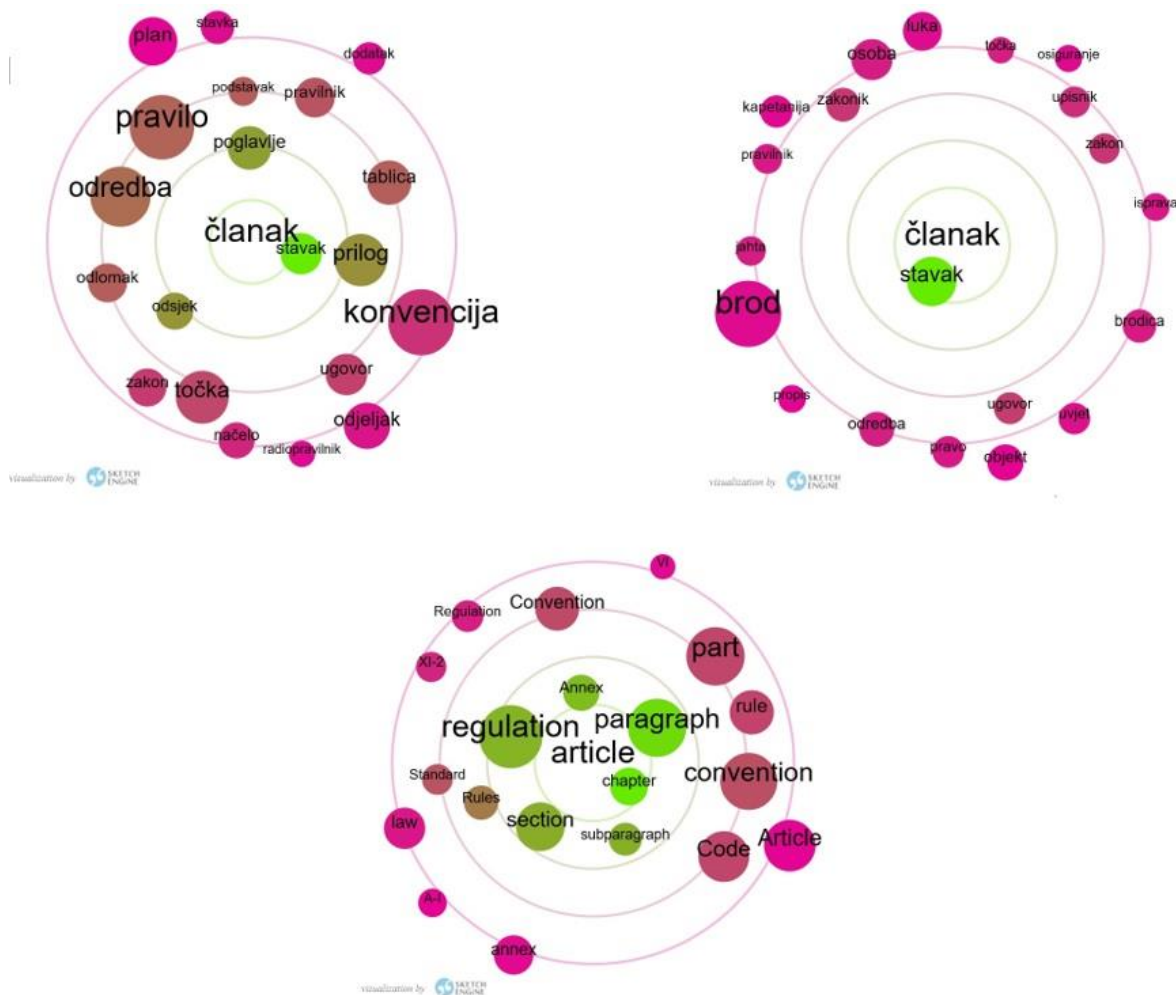 stavka
plan
dodatak
podstavak
pravilnik
pravilo
poglavlje
tablica
odredba
članak
stavak
prilog
odlomak
odsjek
konvencija
ugovor
zakon
točka
odjeljak
načelo
radiopravilnik
visualization by SKETCH
ENGINE
luka
točka
osoba
osiguranje
zakonik
upisnik
kapetanija
zakon
pravilnik
isprava
članak
jahta
stavak
brod
brodica
propis
ugovor
uvjet
odredba
pravo
objekt
visualization by SKETCH
ENGINE
VI
Convention
Regulation
part
XI-2
Annex
rule
paragraph
regulation
article
convention
Standard
chapter
Rules
section
subparagraph
law
Code
Article
A-I
annex
visualization by SKETCH
ENGINE